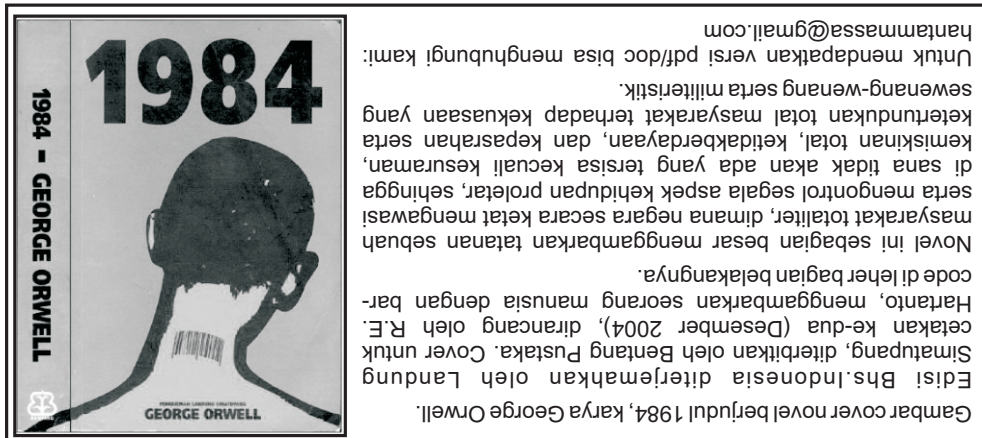 Gambar cover novel berjudul 1984, karya George Orwell.
Edisi Bhs.Indonesia diterjemahkan oleh Landung
Simatupang, diterbitkan oleh Bentang Pustaka. Cover untuk
cetakan ke-dua (Desember 2004), dirancang oleh R.E.
Hartanto, menggambarkan seorang manusia dengan bar-
code di leher bagian belakangnya.
Novel ini sebagian besar menggambarkan tatanan sebuah
masyarakat totaliter, dimana negara secara ketat mengawasi
serta mengontrol segala aspek kehidupan proletar, sehingga
di sana tidak akan ada yang tersisa kecuali kesuraman,
kemiskinan total, ketidakberdayaan, dan kepasrahan serta
ketertundukan total masyarakat terhadap kekuasaan yang
sewenang-wenang serta militeristik.
Untuk mendapatkan versi pdf/doc bisa menghubungi kami:
hantammassa@gmail.com
1984 - GEORGE ORWELL
1984
GEORGE ORWELL